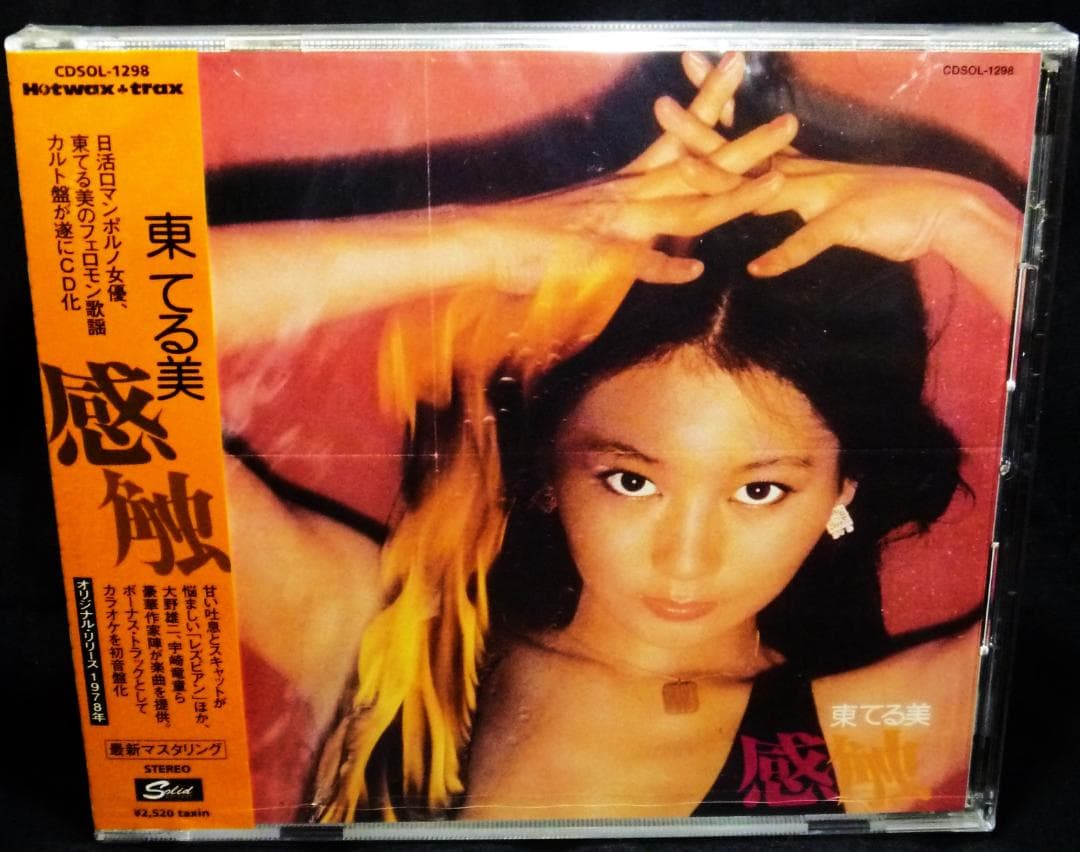 CDSOL-1298
Hotwax trax
日活ロマンポルノ女優、
東てる美のフェロモン歌謡
カルト盤が遂にCD化
東てる美
感触
甘い吐息とスキャットが
悩ましい「レズビアン」ほか、
大野雄二、宇崎竜童ら
豪華作家陣が楽曲を提供。
ボーナス・トラックとして
カラオケを初音盤化
オリジナル・リリース 1978年
最新マスタリング
STEREO
Solid
¥2,520 taxin
CDSOL-1298
東てる美
感触